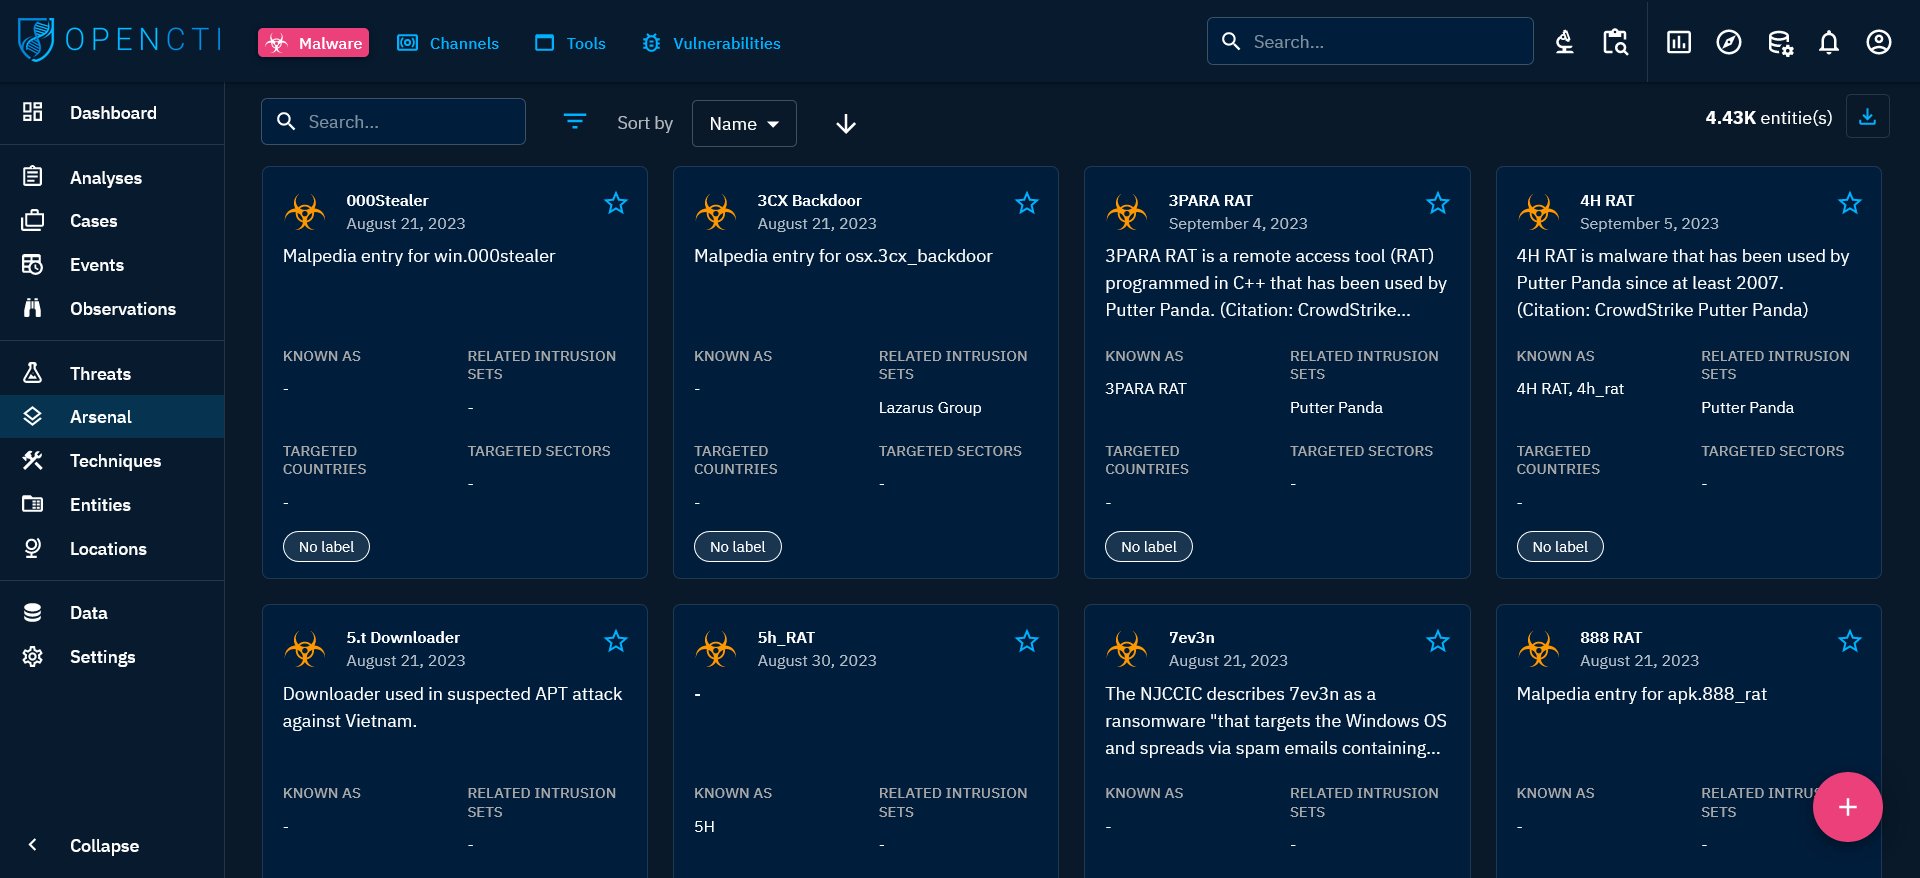 OPENCTI
Malware
Channels
Tools
Vulnerabilities
Search...
Dashboard
Analyses
Cases
Events
Observations
Threats
Arsenal
Techniques
Entities
Locations
Data
Settings
Collapse
Search...
Sort by
Name
4.43K entitie(s)
000Stealer
August 21, 2023
Malpedia entry for win.000stealer
KNOWN AS
-
RELATED INTRUSION
SETS
-
TARGETED
COUNTRIES
-
TARGETED SECTORS
-
No label
3CX Backdoor
August 21, 2023
Malpedia entry for osx.3cx_backdoor
KNOWN AS
-
RELATED INTRUSION
SETS
Lazarus Group
TARGETED
COUNTRIES
-
TARGETED SECTORS
-
No label
3PARA RAT
September 4, 2023
3PARA RAT is a remote access tool (RAT)
programmed in C++ that has been used by
Putter Panda. (Citation: CrowdStrike...
KNOWN AS
3PARA RAT
RELATED INTRUSION
SETS
Putter Panda
TARGETED
COUNTRIES
-
TARGETED SECTORS
-
No label
4H RAT
September 5, 2023
4H RAT is malware that has been used by
Putter Panda since at least 2007.
(Citation: CrowdStrike Putter Panda)
KNOWN AS
4H RAT, 4h_rat
RELATED INTRUSION
SETS
Putter Panda
TARGETED
COUNTRIES
-
TARGETED SECTORS
-
No label
5.t Downloader
August 21, 2023
Downloader used in suspected APT attack
against Vietnam.
KNOWN AS
-
RELATED INTRUSION
SETS
-
5h_RAT
August 30, 2023
-
KNOWN AS
5H
RELATED INTRUSION
SETS
-
7ev3n
August 21, 2023
The NJCCIC describes 7ev3n as a
ransomware "that targets the Windows OS
and spreads via spam emails containing...
KNOWN AS
-
RELATED INTRUSION
SETS
-
888 RAT
August 21, 2023
Malpedia entry for apk.888_rat
KNOWN AS
-
RELATED INTRUS
SETS
-